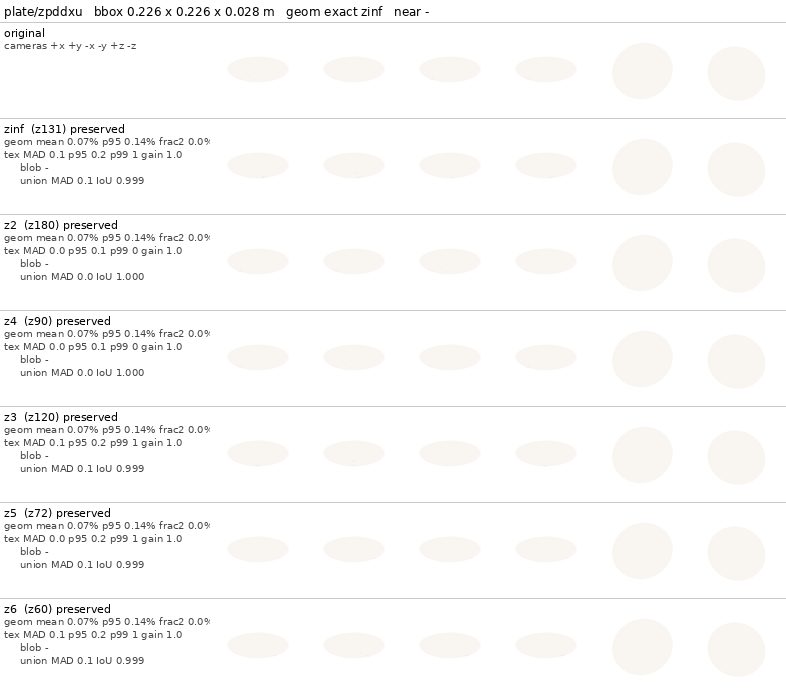 plate/zpddxu bbox 0.226 x 0.226 x 0.028 m geom exact zinf near -
original
cameras +x +y -x -y +z -z
zinf (z131) preserved
geom mean 0.07% p95 0.14% frac2 0.0%
tex MAD 0.1 p95 0.2 p99 1 gain 1.0
blob -
union MAD 0.1 IoU 0.999
z2 (z180) preserved
geom mean 0.07% p95 0.14% frac2 0.0%
tex MAD 0.0 p95 0.1 p99 0 gain 1.0
blob -
union MAD 0.0 IoU 1.000
z4 (z90) preserved
geom mean 0.07% p95 0.14% frac2 0.0%
tex MAD 0.0 p95 0.1 p99 0 gain 1.0
blob -
union MAD 0.0 IoU 1.000
z3 (z120) preserved
geom mean 0.07% p95 0.14% frac2 0.0%
tex MAD 0.1 p95 0.2 p99 1 gain 1.0
blob -
union MAD 0.1 IoU 0.999
z5 (z72) preserved
geom mean 0.07% p95 0.14% frac2 0.0%
tex MAD 0.0 p95 0.2 p99 1 gain 1.0
blob -
union MAD 0.1 IoU 0.999
z6 (z60) preserved
geom mean 0.07% p95 0.14% frac2 0.0%
tex MAD 0.1 p95 0.2 p99 1 gain 1.0
blob -
union MAD 0.1 IoU 0.999